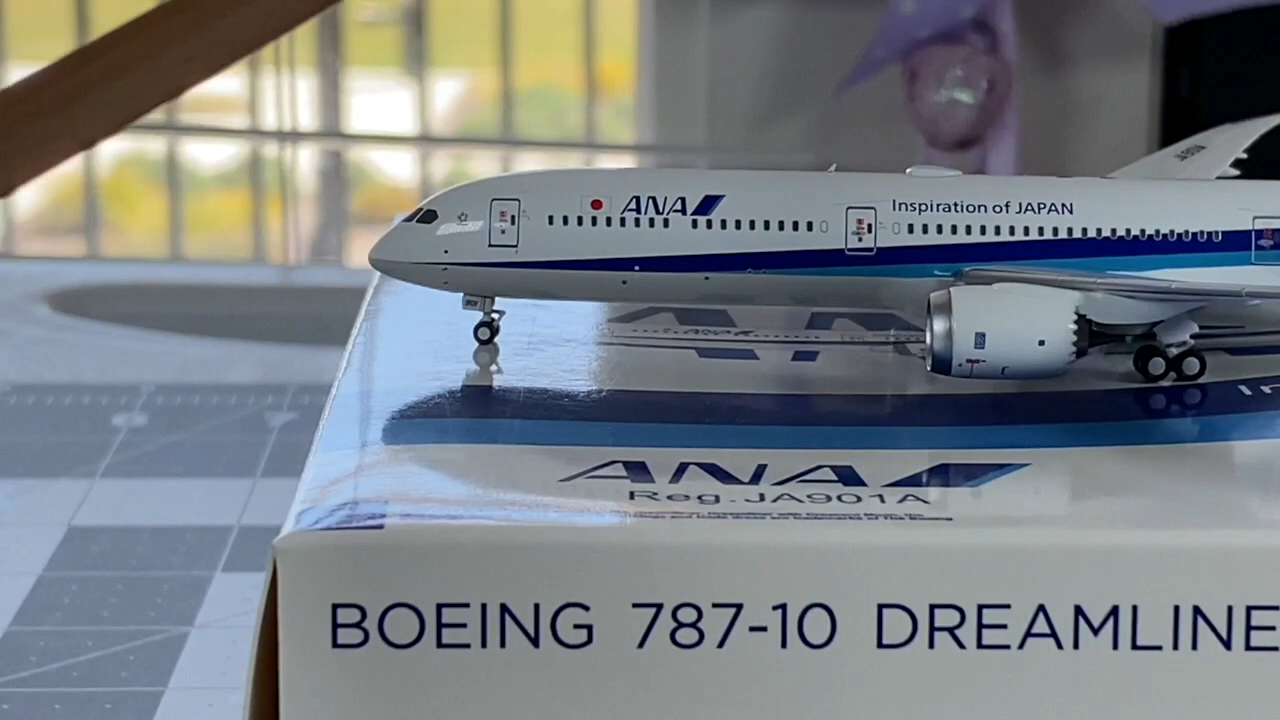 ANA
Inspiration of JAPAN
ANA
Reg. JA901A
BOEING 787-10 DREAMLINE